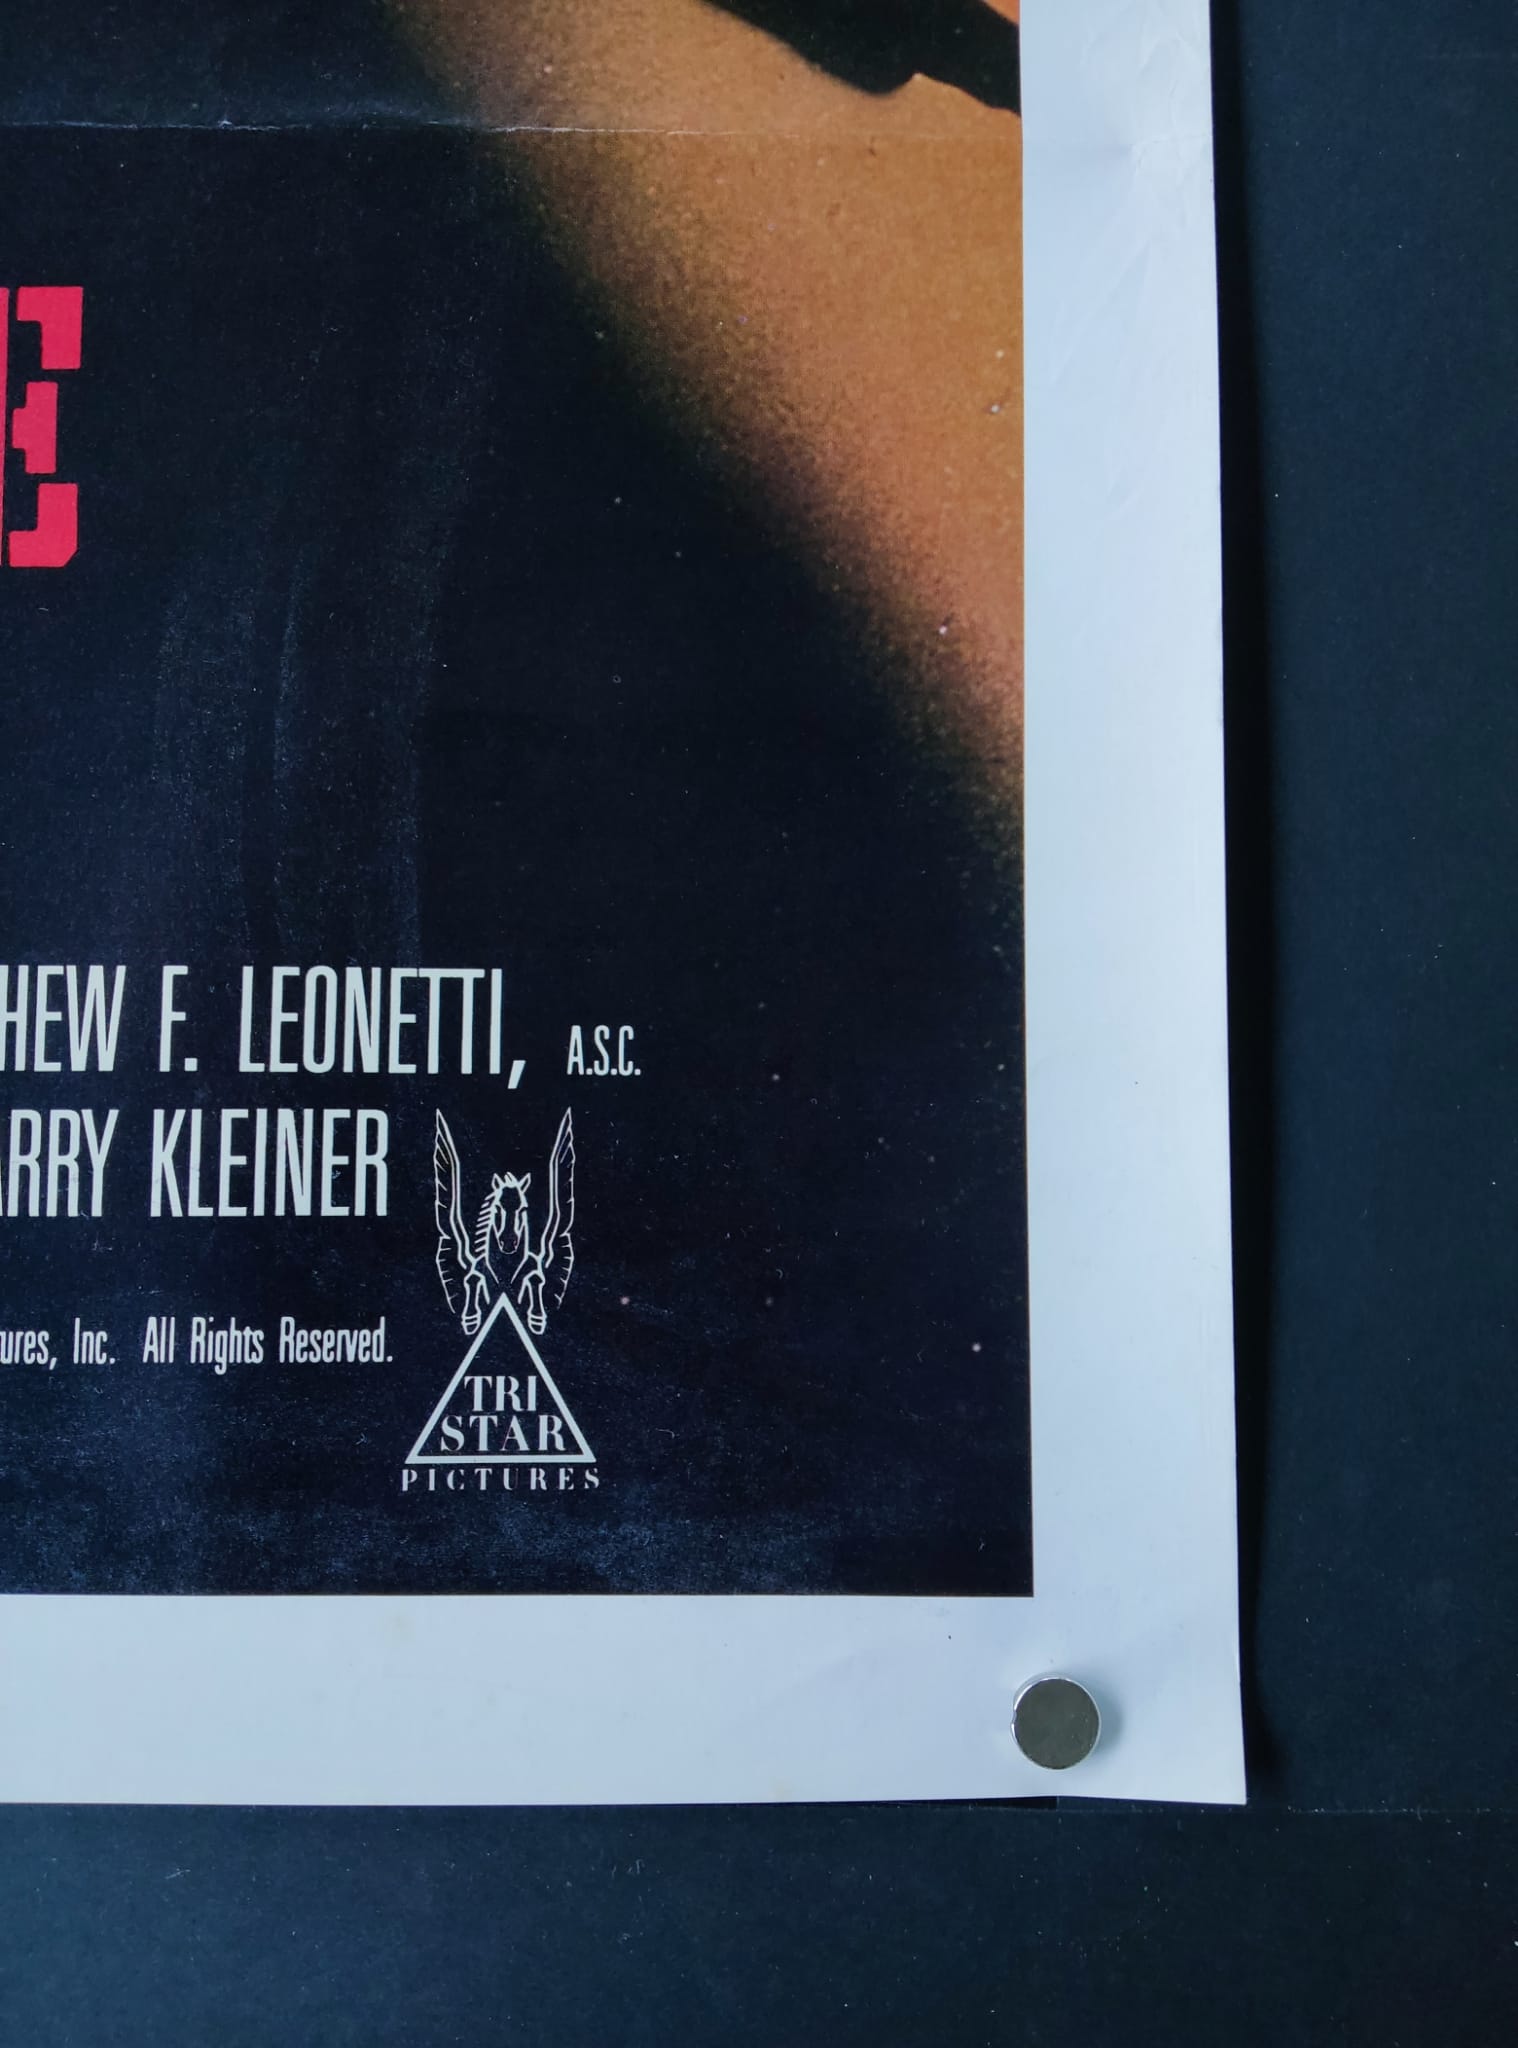 E
HEW F. LEONETTI, A.S.C.
ARRY KLEINER
ures, Inc. All Rights Reserved.
TRI
STAR
PICTURES